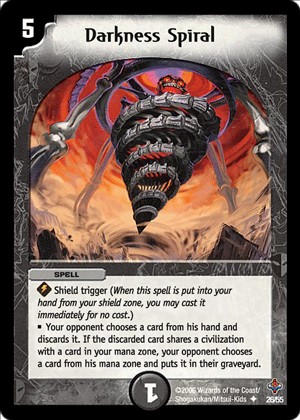 5
Darkness Spiral
SPELL
Shield trigger (When this spell is put into your
hand from your shield zone, you may cast it
immediately for no cost.)
▪ Your opponent chooses a card from his hand and
discards it. If the discarded card shares a civilization
with a card in your mana zone, your opponent chooses
a card from his mana zone and puts it in his graveyard.
1
©2006 Wizards of the Coast/
Shogakukan/Mitsui-Kids ✦ 26/55